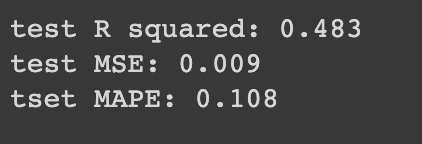 test R squared: 0.483
test MSE: 0.009
tset MAPE: 0.108